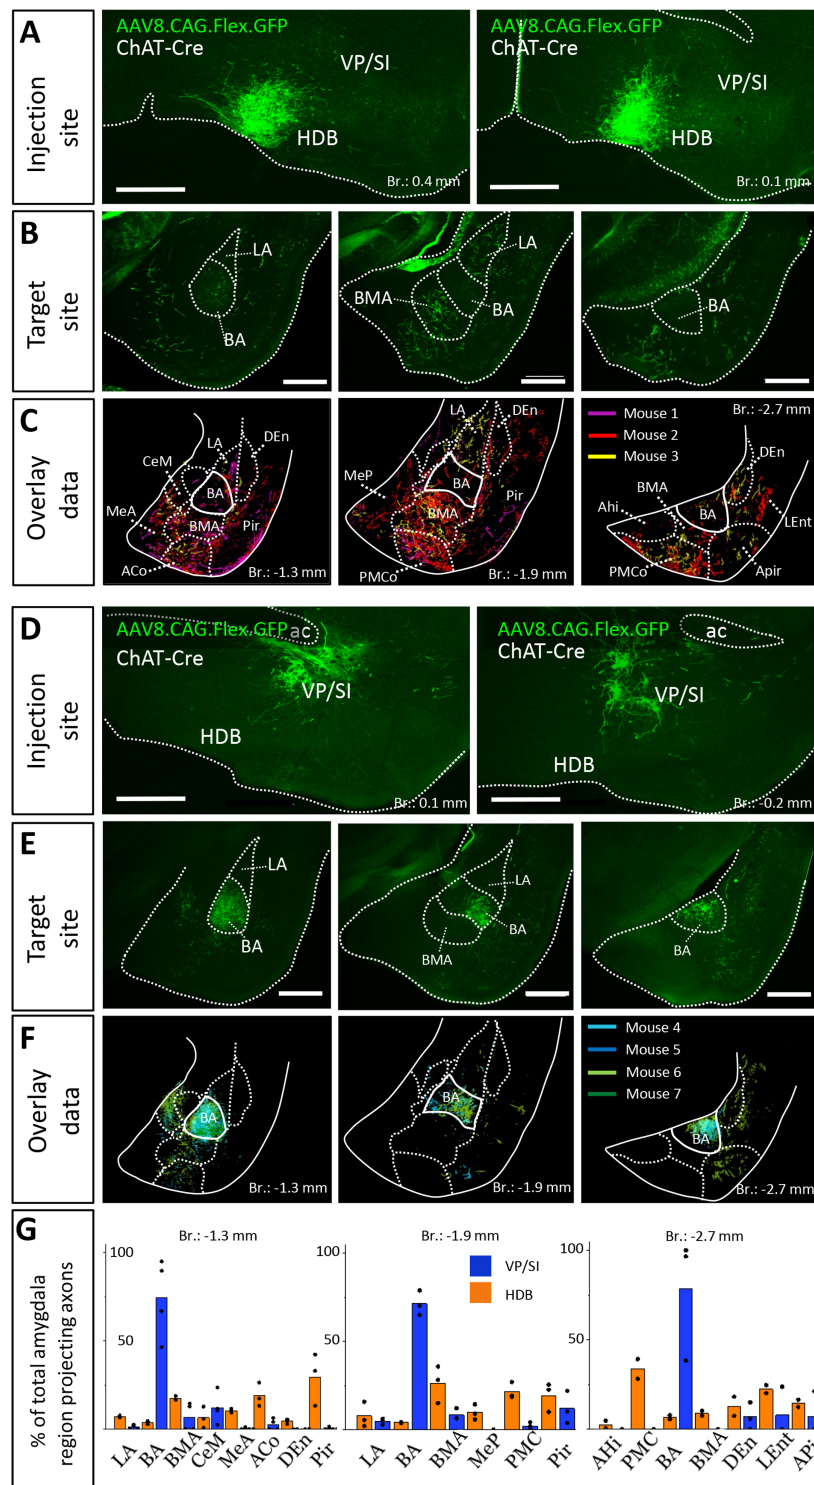 A
Injection site
AAV8.CAG.Flex.GFP
ChAT-Cre
VP/SI
HDB
Br.: 0.4 mm
AAV8.CAG.Flex.GFP
ChAT-Cre
VP/SI
HDB
Br.: 0.1 mm
B
Target site
LA
BA
LA
BMA
BA
BA
C
Overlay data
LA
DEn
CeM
MeA
BA
BMA
Pir
ACo
Br.: -1.3 mm
LA
DEn
MeP
BA
BMA
Pir
PMCo
Br.: -1.9 mm
Mouse 1
Mouse 2
Mouse 3
Br.: -2.7 mm
DEn
BMA
Ahi
BA
LEnt
PMCo
Apir
D
Injection site
AAV8.CAG.Flex.GFP
ac
ChAT-Cre
VP/SI
HDB
Br.: 0.1 mm
AAV8.CAG.Flex.GFP
ac
ChAT-Cre
VP/SI
HDB
Br.: -0.2 mm
E
Target site
LA
BA
LA
BA
BMA
BA
F
Overlay data
BA
Br.: -1.3 mm
BA
Br.: -1.9 mm
Mouse 4
Mouse 5
Mouse 6
Mouse 7
BA
Br.: -2.7 mm
G
% of total amygdala
region projecting axons
Br.: -1.3 mm
100
50
LA BA BMA CeM MeA ACo DEn Pir
Br.: -1.9 mm
100
50
VP/SI
HDB
LA BA BMA MeP PMC Pir
Br.: -2.7 mm
100
50
AHi PMC BA BMA DEn LEnt APi